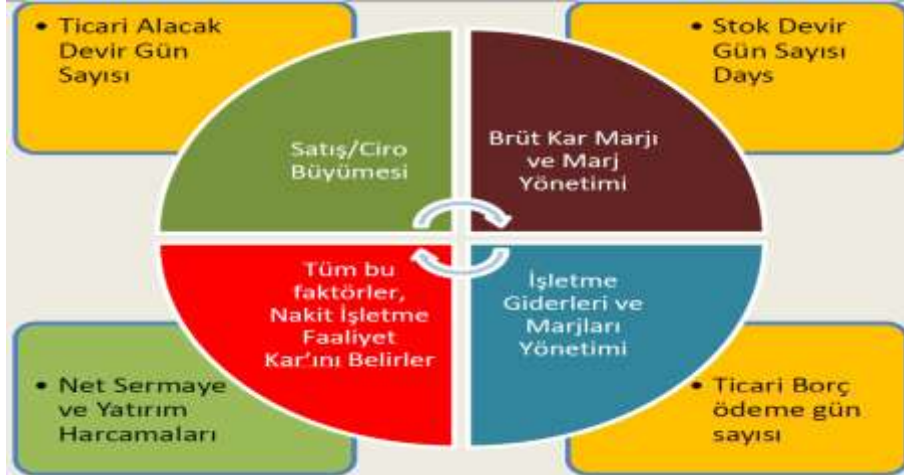 • Ticari Alacak
Devir Gün
Sayısı
• Stok Devir
Gün Sayısı
Days
Satış/Ciro
Büyümesi
Brüt Kar Marjı
ve Marj
Yönetimi
Tüm bu
faktörler,
Nakit İşletme
Faaliyet
Kar’ını Belirler
İşletme
Giderleri ve
Marjları
Yönetimi
• Net Sermaye
ve Yatırım
Harcamaları
• Ticari Borç
ödeme gün
sayısı